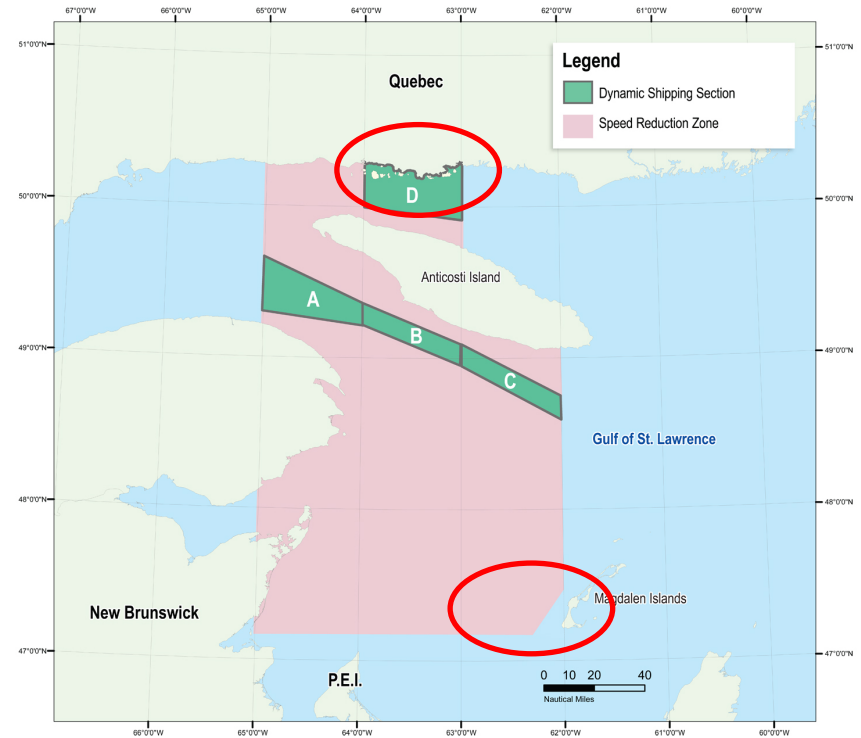 67°0'0"W 66°0'0"W 65°0'0"W 64°0'0"W 63°0'0"W 62°0'0"W 61°0'0"W 60°0'0"W
51°0'0"N
51°0'0"N
Legend
Quebec
Dynamic Shipping Section
Speed Reduction Zone
50°0'0"N
D
50°0'0"N
Anticosti Island
A
B
49°0'0"N
49°0'0"N
C
Gulf of St. Lawrence
48°0'0"N
48°0'0"N
Magdalen Islands
New Brunswick
47°0'0"N
47°0'0"N
P.E.I.
0 10 20 40
Nautical Miles
66°0'0"W 65°0'0"W 64°0'0"W 63°0'0"W 62°0'0"W 61°0'0"W 60°0'0"W